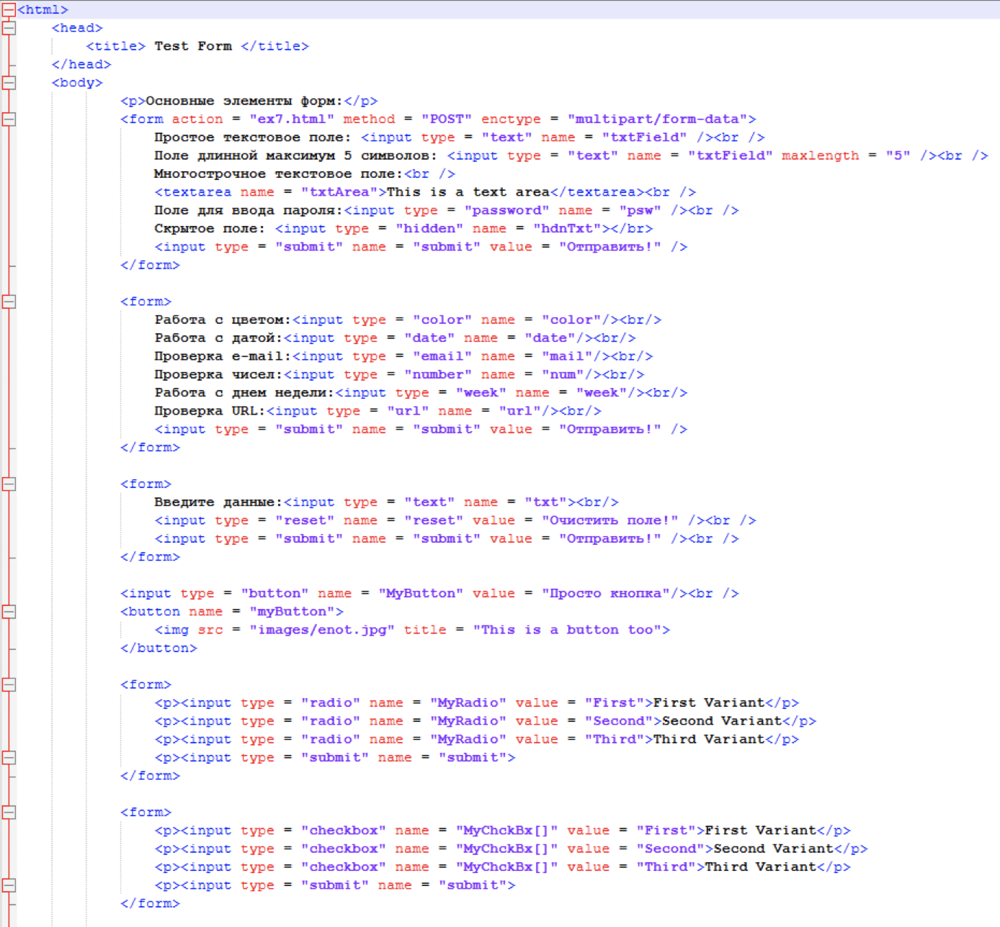 <html>
<head>
<title> Test Form </title>
</head>
<body>
<p>Основные элементы форм:</p>
<form action = "ex7.html" method = "POST" enctype = "multipart/form-data">
Простое текстовое поле: <input type = "text" name = "txtField" /><br />
Поле длинной максимум 5 символов: <input type = "text" name = "txtField" maxlength = "5" /><br />
Многострочное текстовое поле:<br />
<textarea name = "txtArea">This is a text area</textarea><br />
Поле для ввода пароля:<input type = "password" name = "psw" /><br />
Скрытое поле: <input type = "hidden" name = "hdnTxt"></br>
<input type = "submit" name = "submit" value = "Отправить!" />
</form>
<form>
Работа с цветом:<input type = "color" name = "color"/><br/>
Работа с датой:<input type = "date" name = "date"/><br/>
Проверка e-mail:<input type = "email" name = "mail"/><br/>
Проверка чисел:<input type = "number" name = "num"/><br/>
Работа с днем недели:<input type = "week" name = "week"/><br/>
Проверка URL:<input type = "url" name = "url"/><br/>
<input type = "submit" name = "submit" value = "Отправить!" />
</form>
<form>
Введите данные:<input type = "text" name = "txt"><br/>
<input type = "reset" name = "reset" value = "Очистить поле!" /><br />
<input type = "submit" name = "submit" value = "Отправить!" /><br />
</form>
<input type = "button" name = "MyButton" value = "Просто кнопка"/><br />
<button name = "myButton">
<img src = "images/enot.jpg" title = "This is a button too">
</button>
<form>
<p><input type = "radio" name = "MyRadio" value = "First">First Variant</p>
<p><input type = "radio" name = "MyRadio" value = "Second">Second Variant</p>
<p><input type = "radio" name = "MyRadio" value = "Third">Third Variant</p>
<p><input type = "submit" name = "submit">
</form>
<form>
<p><input type = "checkbox" name = "MyChckBx[]" value = "First">First Variant</p>
<p><input type = "checkbox" name = "MyChckBx[]" value = "Second">Second Variant</p>
<p><input type = "checkbox" name = "MyChckBx[]" value = "Third">Third Variant</p>
<p><input type = "submit" name = "submit">
</form>